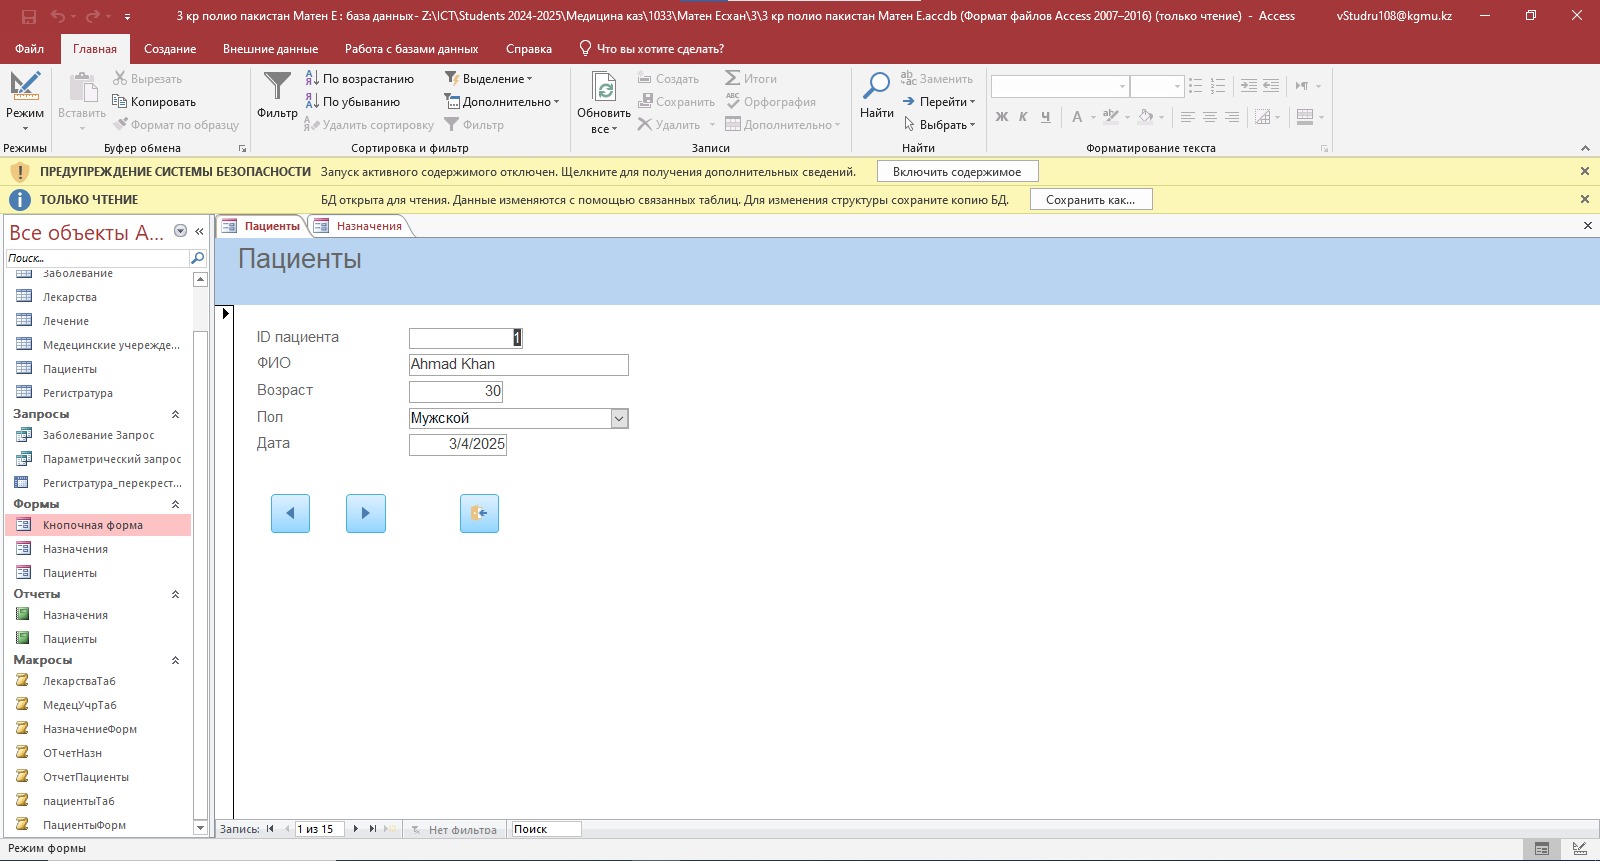 3 кр полио пакистан Матен Е : база данных- Z:\ICT\Students 2024-2025\Медицина каз\1033\Матен Есхан\3\3 кр полио пакистан Матен Е.accdb (Формат файлов Access 2007–2016) (только чтение) - Access
vStudru108@kgmu.kz
Файл Главная Создание Внешние данные Работа с базами данных Справка Что вы хотите сделать?
Режим
Режимы
Вставить
Вырезать
Копировать
Формат по образцу
Буфер обмена
Фильтр
По возрастанию
По убыванию
Удалить сортировку
Выделение
Дополнительно
Фильтр
Сортировка и фильтр
Обновить
все
Создать
Сохранить
Удалить
Итоги
Орфография
Дополнительно
Записи
Найти
Заменить
Перейти
Выбрать
Найти
Ж К Ч А
Форматирование текста
ПРЕДУПРЕЖДЕНИЕ СИСТЕМЫ БЕЗОПАСНОСТИ Запуск активного содержимого отключен. Щелкните для получения дополнительных сведений. Включить содержимое
ТОЛЬКО ЧТЕНИЕ БД открыта для чтения. Данные изменяются с помощью связанных таблиц. Для изменения структуры сохраните копию БД. Сохранить как...
Все объекты A...
Поиск...
Заболевание
Лекарства
Лечение
Медецинские учережде...
Пациенты
Регистратура
Запросы
Заболевание Запрос
Параметрический запрос
Регистратура_перекрест...
Формы
Кнопочная форма
Назначения
Пациенты
Отчеты
Назначения
Пациенты
Макросы
ЛекарстваТаб
МедецУчрТаб
НазначениеФорм
ОТчетНазн
ОтчетПациенты
пациентыТаб
ПациентыФорм
Пациенты Назначения
Пациенты
ID пациента 1
ФИО Ahmad Khan
Возраст 30
Пол Мужской
Дата 3/4/2025
Запись: 1 из 15 Нет фильтра Поиск
Режим формы